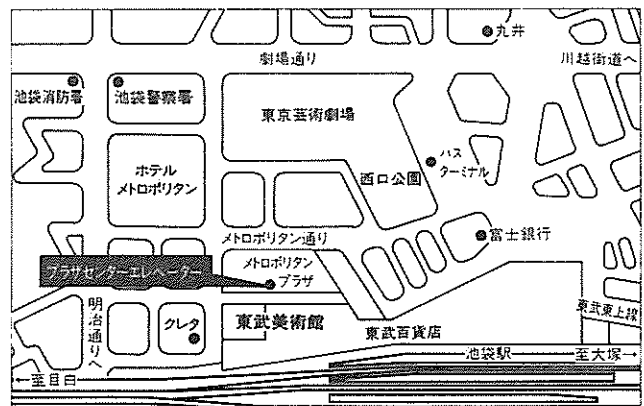 丸井
劇場通り
川越街道へ
池袋消防署
池袋警察署
東京芸術劇場
ホテル
メトロポリタン
西口公園
バス
ターミナル
メトロポリタン通り
富士銀行
プラザセンターエレベーター
メトロポリタン
プラザ
明治通りへ
クレタ
東武美術館
東武百貨店
東武東上線
池袋駅
至大塚→
←至目白